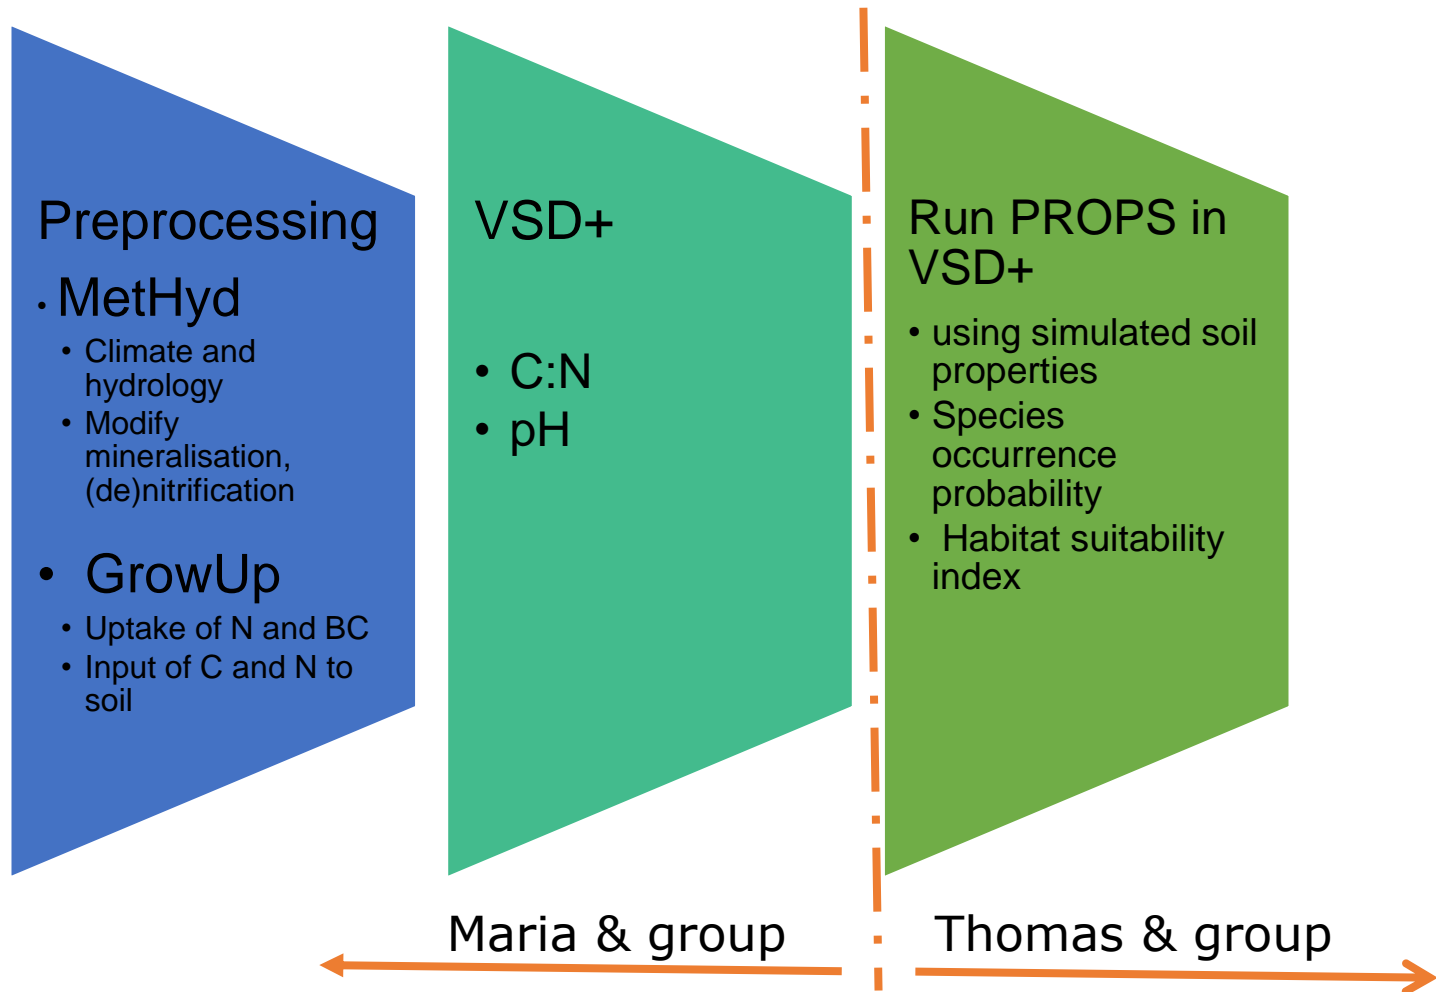 Preprocessing
• MetHyd
• Climate and
hydrology
• Modify
mineralisation,
(de)nitrification
• GrowUp
• Uptake of N and BC
• Input of C and N to
soil
VSD+
• C:N
• pH
Run PROPS in
VSD+
• using simulated soil
properties
• Species
occurrence
probability
• Habitat suitability
index
Maria & group
Thomas & group